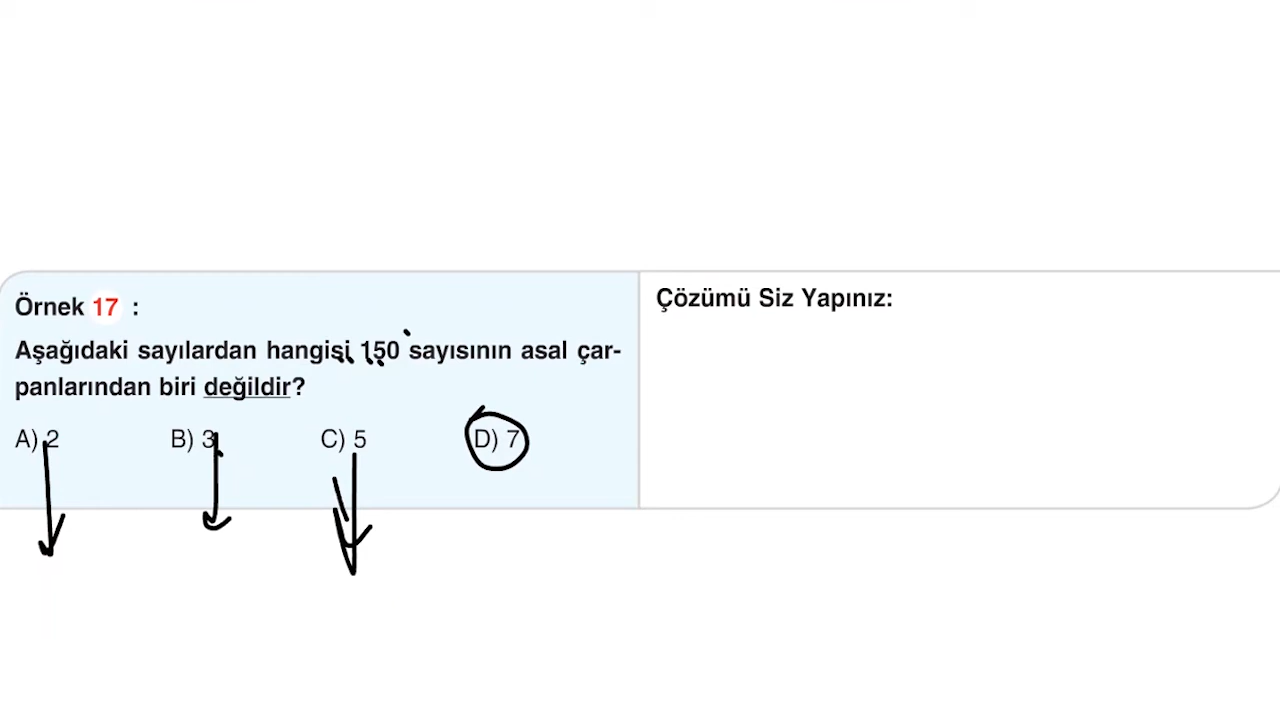 Örnek 17 :
Aşağıdaki sayılardan hangisi 150 sayısının asal çar-
panlarından biri değildir?
A) 2 B) 3 C) 5 D) 7
Çözümü Siz Yapınız: